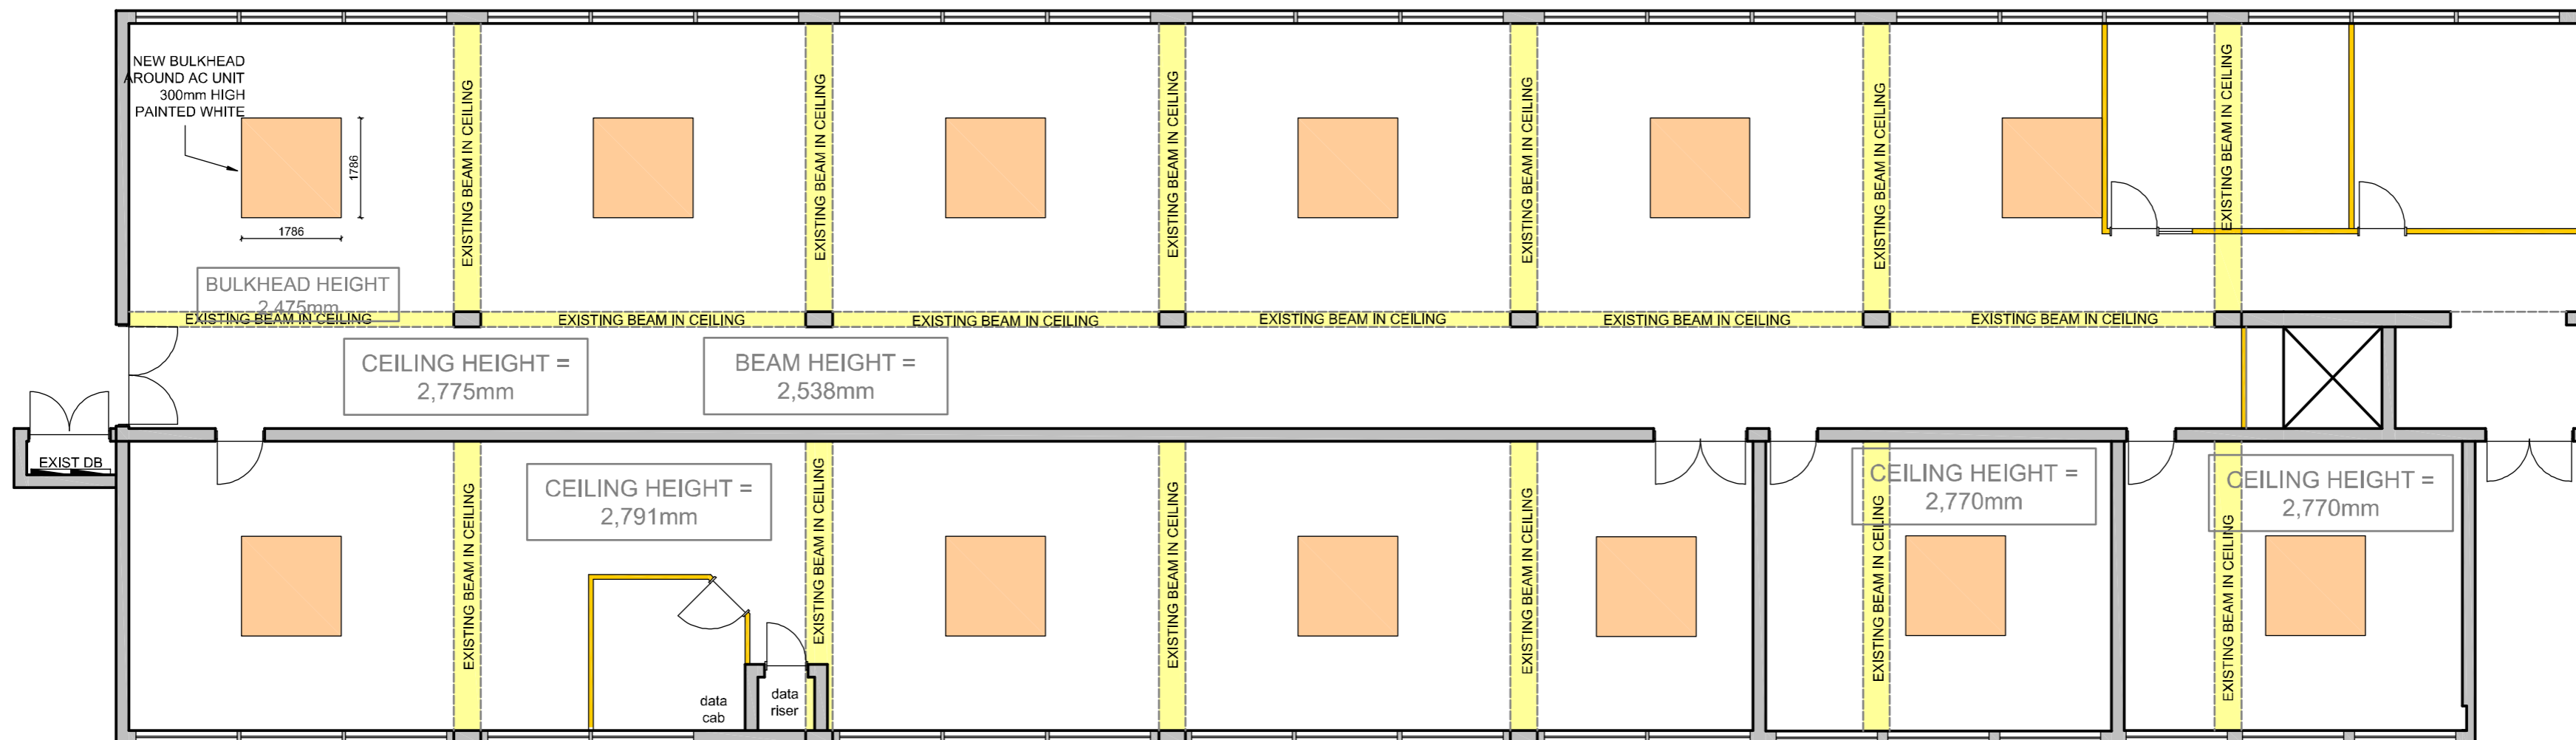 NEW BULKHEAD
AROUND AC UNIT
300mm HIGH
PAINTED WHITE
1786
1786
EXISTING BEAM IN CEILING
EXISTING BEAM IN CEILING
EXISTING BEAM IN CEILING
EXISTING BEAM IN CEILING
EXISTING BEAM IN CEILING
EXISTING BEAM IN CEILING
BULKHEAD HEIGHT
2,475mm
EXISTING BEAM IN CEILING
EXISTING BEAM IN CEILING
EXISTING BEAM IN CEILING
EXISTING BEAM IN CEILING
EXISTING BEAM IN CEILING
EXISTING BEAM IN CEILING
CEILING HEIGHT =
2,775mm
BEAM HEIGHT =
2,538mm
EXIST DB
CEILING HEIGHT =
2,791mm
CEILING HEIGHT =
2,770mm
CEILING HEIGHT =
2,770mm
EXISTING BEAM IN CEILING
EXISTING BEAM IN CEILING
EXISTING BEAM IN CEILING
EXISTING BEAM IN CEILING
EXISTING BEAM IN CEILING
EXISTING BEAM IN CEILING
data
cab
data
riser